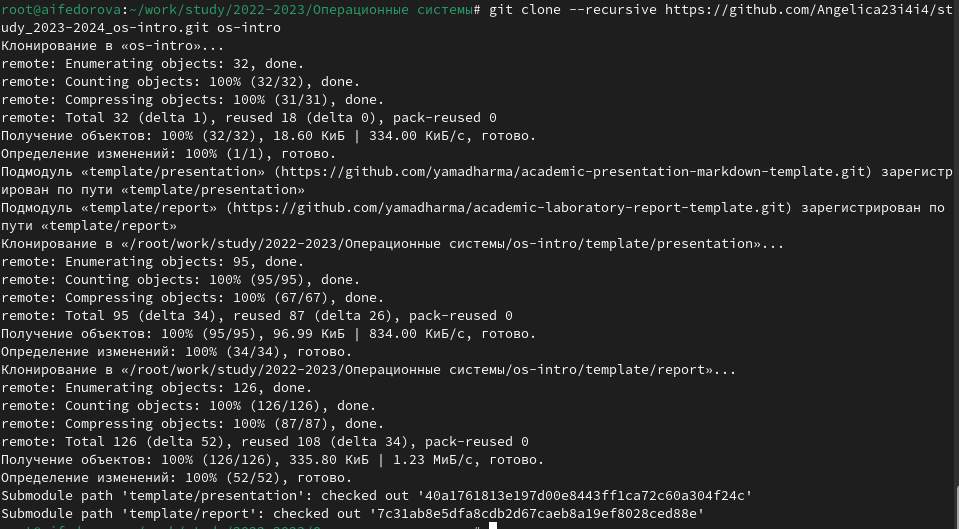 root@aifedorova:~/work/study/2022-2023/Операционные системы# git clone --recursive https://github.com/Angelica23i4i4/st
udy_2023-2024_os-intro.git os-intro
Клонирование в «os-intro»...
remote: Enumerating objects: 32, done.
remote: Counting objects: 100% (32/32), done.
remote: Compressing objects: 100% (31/31), done.
remote: Total 32 (delta 1), reused 18 (delta 0), pack-reused 0
Получение объектов: 100% (32/32), 18.60 КиБ | 334.00 КиБ/с, готово.
Определение изменений: 100% (1/1), готово.
Подмодуль «template/presentation» (https://github.com/yamadharma/academic-presentation-markdown-template.git) зарегистр
ирован по пути «template/presentation»
Подмодуль «template/report» (https://github.com/yamadharma/academic-laboratory-report-template.git) зарегистрирован по
пути «template/report»
Клонирование в «/root/work/study/2022-2023/Операционные системы/os-intro/template/presentation»...
remote: Enumerating objects: 95, done.
remote: Counting objects: 100% (95/95), done.
remote: Compressing objects: 100% (67/67), done.
remote: Total 95 (delta 34), reused 87 (delta 26), pack-reused 0
Получение объектов: 100% (95/95), 96.99 КиБ | 834.00 КиБ/с, готово.
Определение изменений: 100% (34/34), готово.
Клонирование в «/root/work/study/2022-2023/Операционные системы/os-intro/template/report»...
remote: Enumerating objects: 126, done.
remote: Counting objects: 100% (126/126), done.
remote: Compressing objects: 100% (87/87), done.
remote: Total 126 (delta 52), reused 108 (delta 34), pack-reused 0
Получение объектов: 100% (126/126), 335.80 КиБ | 1.23 МиБ/с, готово.
Определение изменений: 100% (52/52), готово.
Submodule path 'template/presentation': checked out '40a1761813e197d00e8443ff1ca72c60a304f24c'
Submodule path 'template/report': checked out '7c31ab8e5dfa8cdb2d67caeb8a19ef8028ced88e'